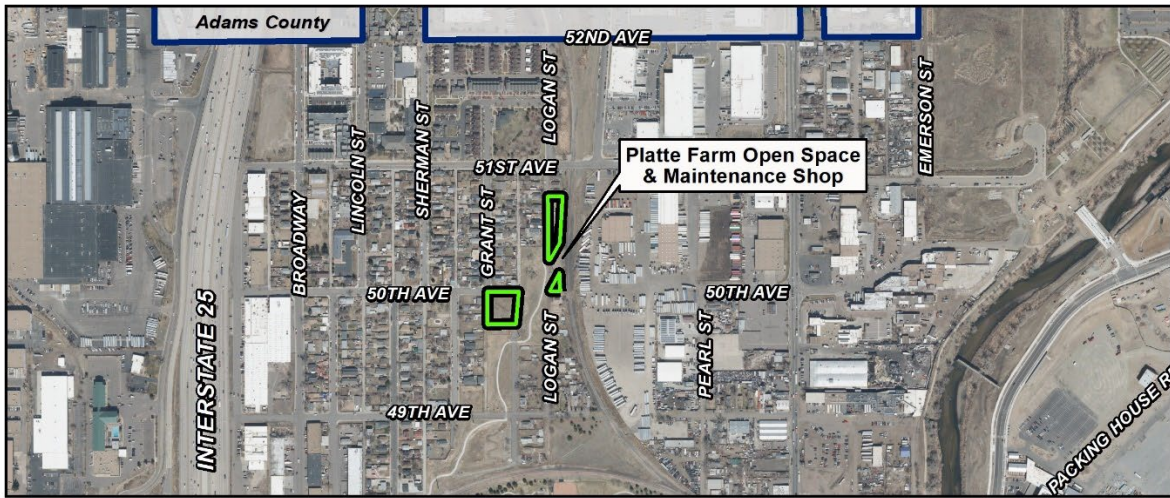 Adams County
52ND AVE
LOGAN ST
EMERSON ST
SHERMAN ST
LINCOLN ST
51ST AVE
Platte Farm Open Space
& Maintenance Shop
GRANT ST
BROADWAY
50TH AVE
50TH AVE
INTERSTATE 25
LOGAN ST
PEARL ST
49TH AVE
PACKING HOUSE